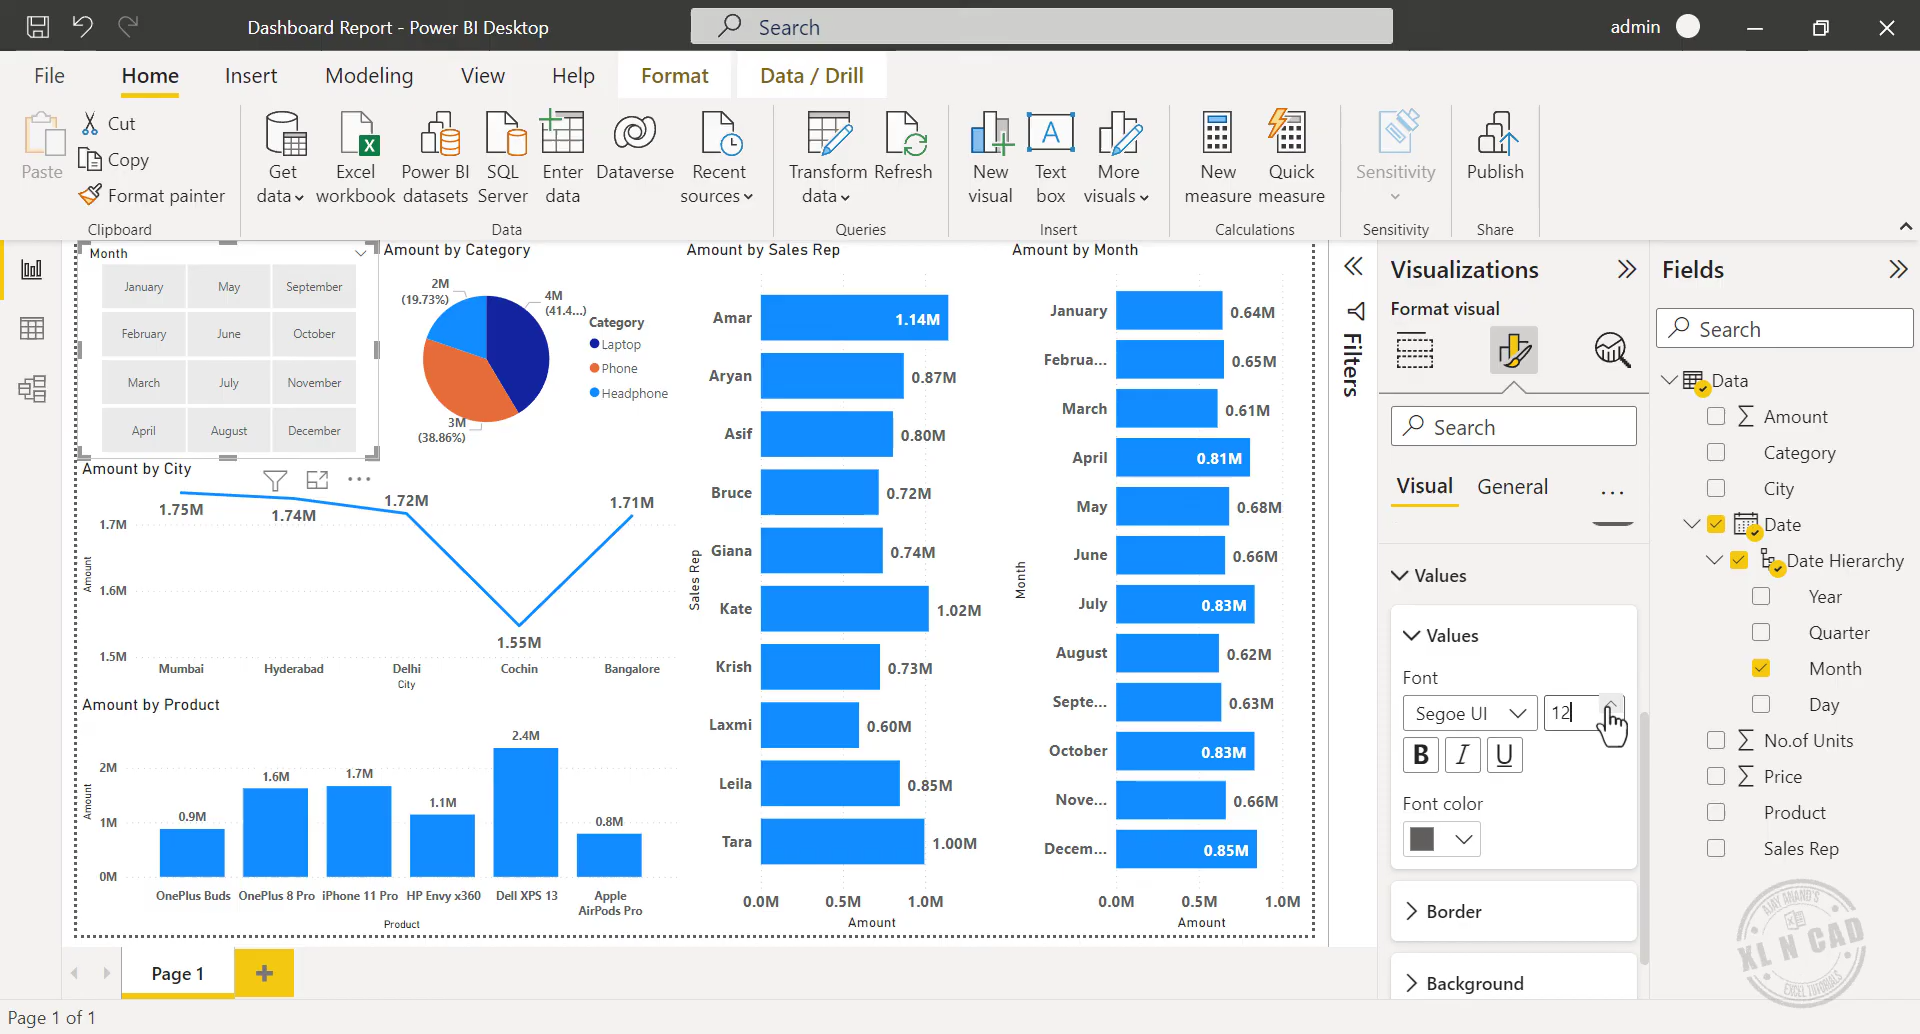 Dashboard Report - Power BI Desktop
Search
admin
File
Home
Insert
Modeling
View
Help
Format
Data / Drill
Paste
Cut
Copy
Format painter
Clipboard
Get data
Excel workbook
Power BI datasets
SQL Server
Enter data
Dataverse
Recent sources
Data
Transform data
Refresh
Queries
New visual
Text box
More visuals
Insert
New measure
Quick measure
Calculations
Sensitivity
Sensitivity
Publish
Share
Month
January
May
September
February
June
October
March
July
November
April
August
December
Amount by Category
2M
(19.73%)
4M
(41.4...)
3M
(38.86%)
Category
Laptop
Phone
Headphone
Amount by City
1.7M
1.6M
1.5M
Amount
1.75M
1.74M
1.72M
1.55M
1.71M
Mumbai
Hyderabad
Delhi
Cochin
Bangalore
City
Amount by Product
2M
1M
0M
Amount
0.9M
1.6M
1.7M
1.1M
2.4M
0.8M
OnePlus Buds
OnePlus 8 Pro
iPhone 11 Pro
HP Envy x360
Dell XPS 13
Apple
AirPods Pro
Product
Amount by Sales Rep
Sales Rep
Amar 1.14M
Aryan 0.87M
Asif 0.80M
Bruce 0.72M
Giana 0.74M
Kate 1.02M
Krish 0.73M
Laxmi 0.60M
Leila 0.85M
Tara 1.00M
0.0M 0.5M 1.0M
Amount
Amount by Month
Month
January 0.64M
Februa... 0.65M
March 0.61M
April 0.81M
May 0.68M
June 0.66M
July 0.83M
August 0.62M
Septe... 0.63M
October 0.83M
Nove... 0.66M
Decem... 0.85M
0.0M 0.5M 1.0M
Amount
Filters
Visualizations
Format visual
Search
Visual
General
...
Values
Values
Font
Segoe UI
12
B
I
U
Font color
Border
Background
Fields
Search
Data
Amount
Category
City
Date
Date Hierarchy
Year
Quarter
Month
Day
No.of Units
Price
Product
Sales Rep
AJAY ANAND'S
XL N CAD
EXCEL TUTORIALS
Page 1
Page 1 of 1